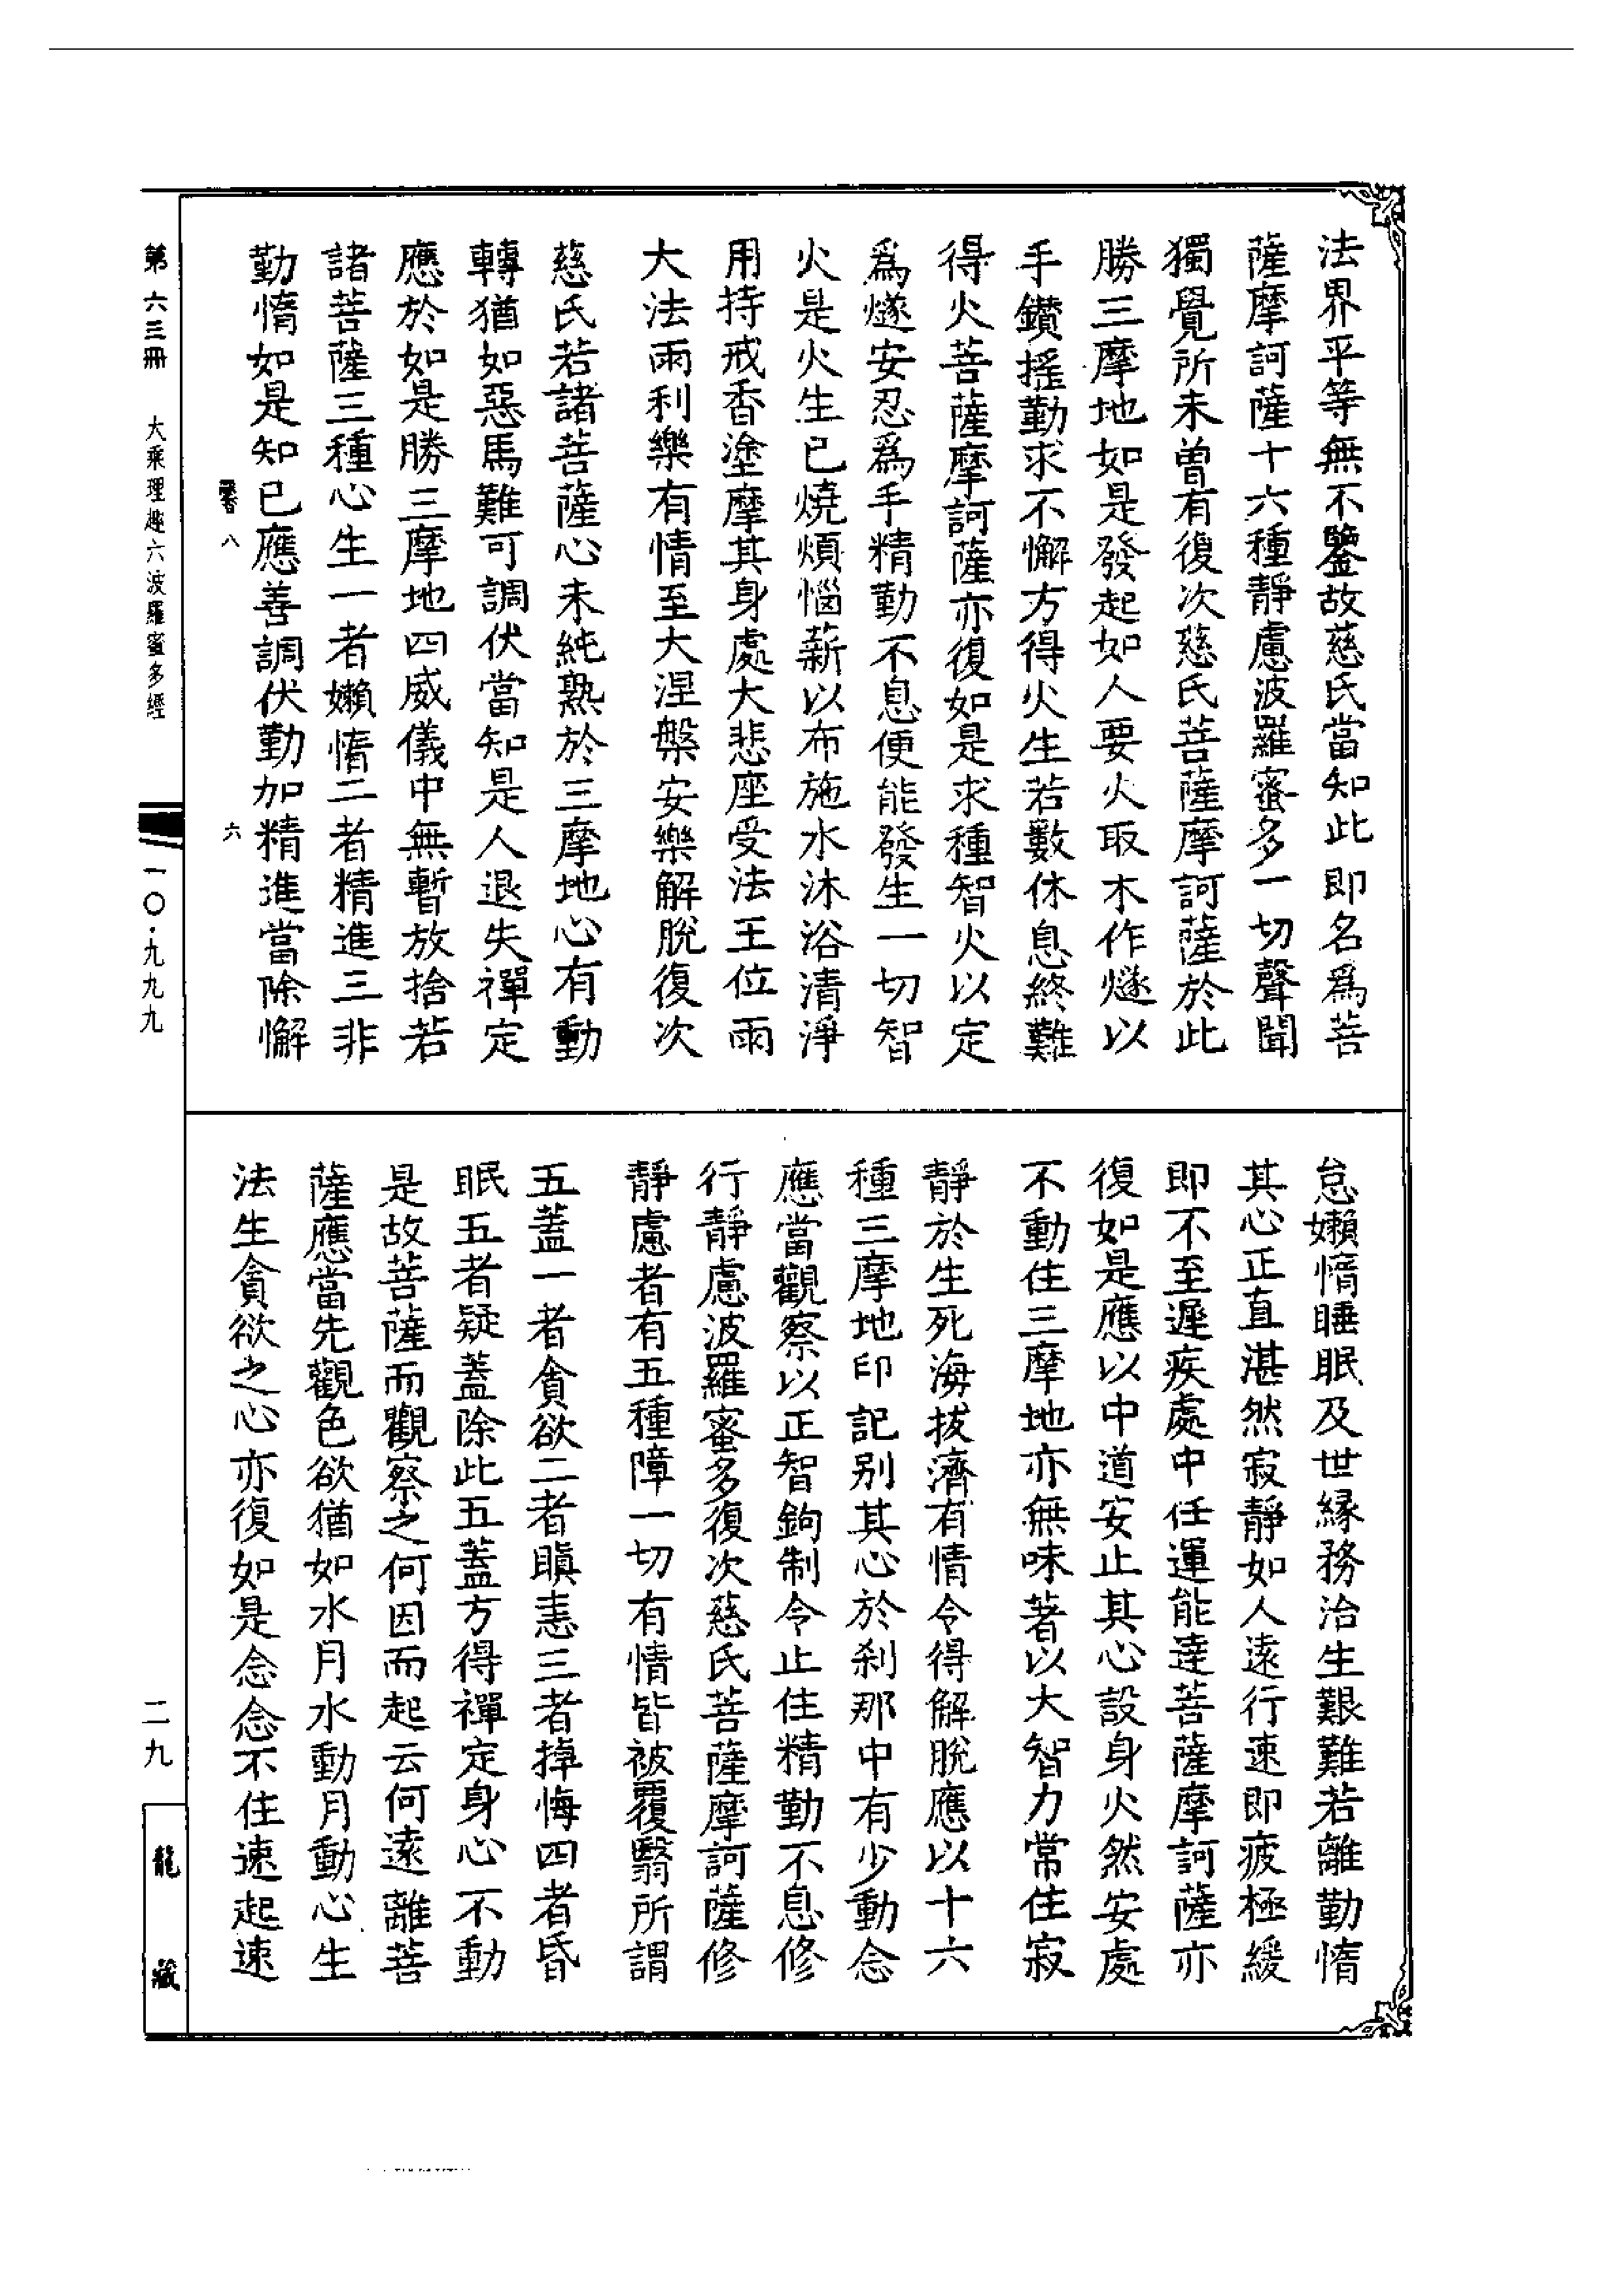 法界平等無不鑒故慈氏當知此即名爲菩
薩摩訶薩十六種靜慮波羅蜜多一切聲聞
獨覺所未曾有復次慈氏菩薩摩訶薩於此
勝三摩地如是發起如人要火取木作燧以
手鑽搖勤求不懈方得火生若數休息終難
得火菩薩摩訶薩亦復如是求種智火以定
爲燧安忍爲手精勤不息便能發生一切智
火是火生已燒煩惱薪以布施水沐浴清淨
用持戒香塗摩其身處大悲座受法王位雨
大法雨利樂有情至大涅槃安樂解脫復次
慈氏若諸菩薩心未純熟於三摩地心有動
轉猶如惡馬難可調伏當知是人退失禪定
應於如是勝三摩地四威儀中無暫放捨若
諸菩薩三種心生一者嬾惰二者精進三非
勤惰如是知已應善調伏勤加精進當除懈
馨八 六
怠嬾惰睡眠及世緣務治生艱難若離勤惰
其心正直湛然寂靜如人遠行速即疲極緩
即不至遲疾處中任運能達菩薩摩訶薩亦
復如是應以中道安止其心設身火然安處
不動住三摩地亦無味著以大智力常住寂
靜於生死海拔濟有情令得解脫應以十六
種三摩地印記別其心於刹那中有少動念
應當觀察以正智鉤制令止住精勤不息修
行靜慮波羅蜜多復次慈氏菩薩摩訶薩修
靜慮者有五種障一切有情皆被覆翳所謂
五蓋一者貪欲二者瞋恚三者掉悔四者昏
眠五者疑蓋除此五蓋方得禪定身心不動
是故菩薩而觀察之何因而起云何遠離菩
薩應當先觀色欲猶如水月水動月動心生
法生貪欲之心亦復如是念念不住速起速
第六三冊 大乘理趣六波羅蜜多經 一〇·九九九 二九 龍藏